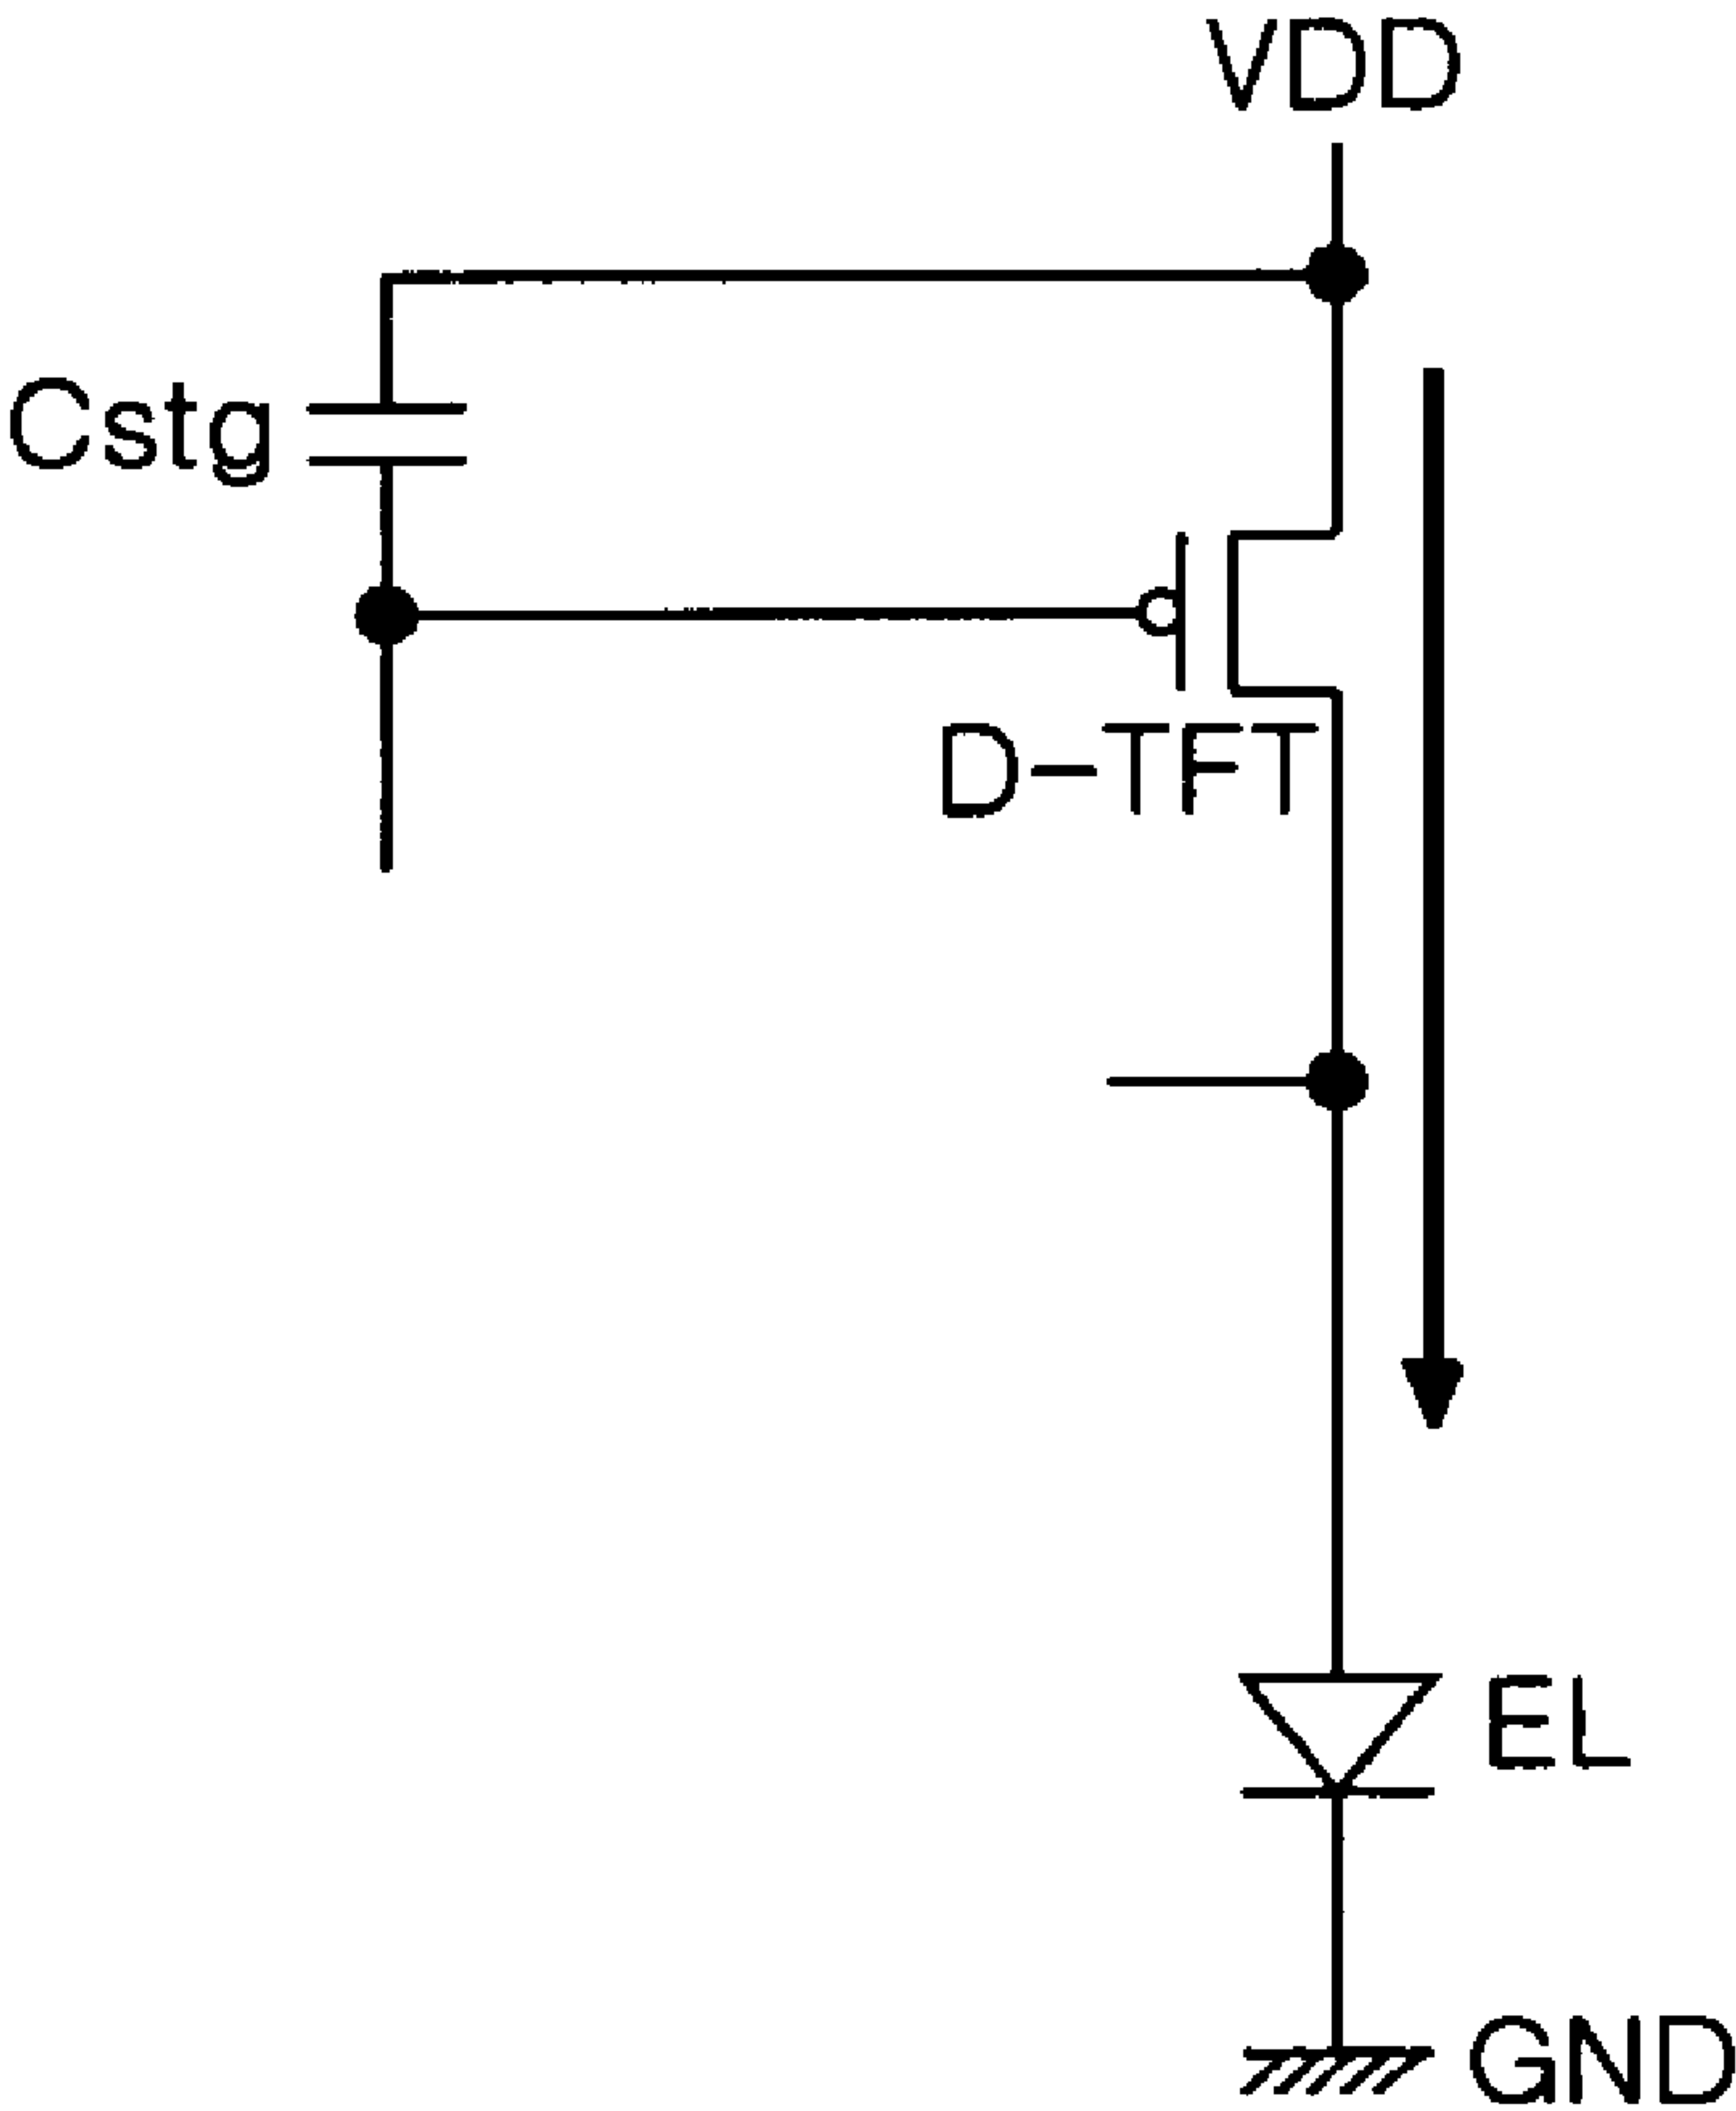 VDD
Cstg
D-TFT
EL
GND